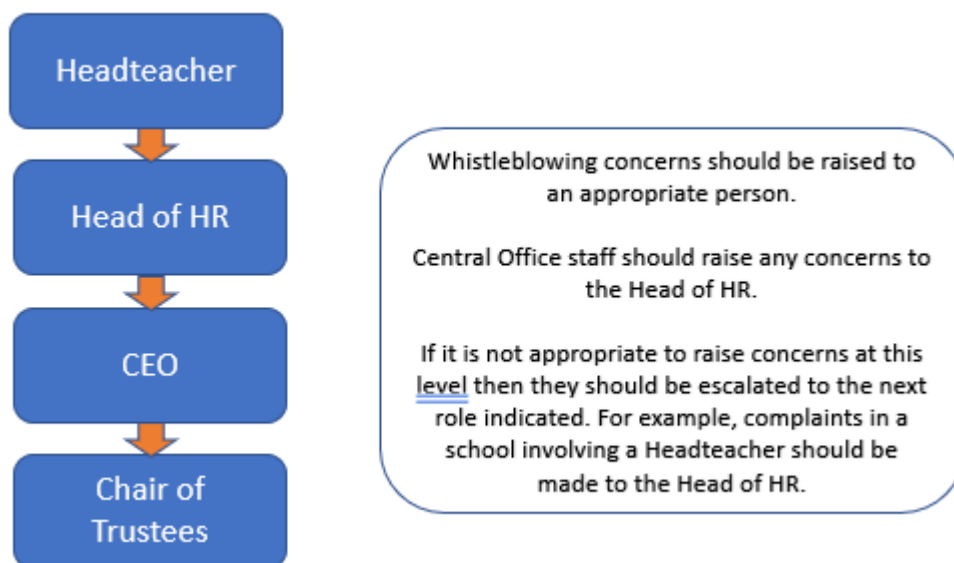 Headteacher
Head of HR
CEO
Chair of
Trustees
Whistleblowing concerns should be raised to
an appropriate person.
Central Office staff should raise any concerns to
the Head of HR.
If it is not appropriate to raise concerns at this
level then they should be escalated to the next
role indicated. For example, complaints in a
school involving a Headteacher should be
made to the Head of HR.